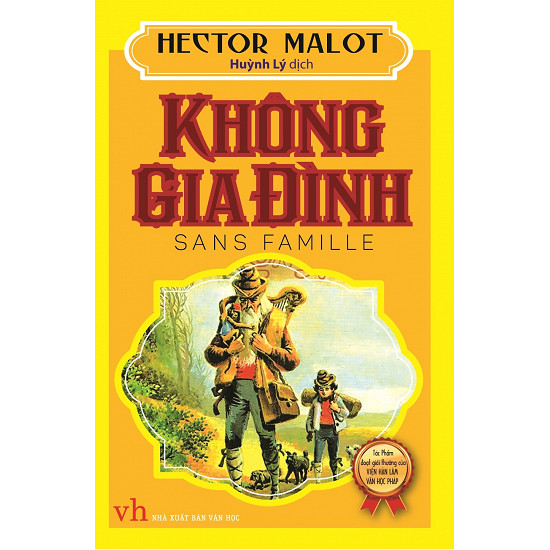 HECTOR MALOT
Huỳnh Lý dịch
KHÔNG
GIA ĐÌNH
SANS FAMILLE
Tác Phẩm
đoạt giải thưởng của
VIỆN HÀN LÂM
VĂN HỌC PHÁP
vh NHÀ XUẤT BẢN VĂN HỌC